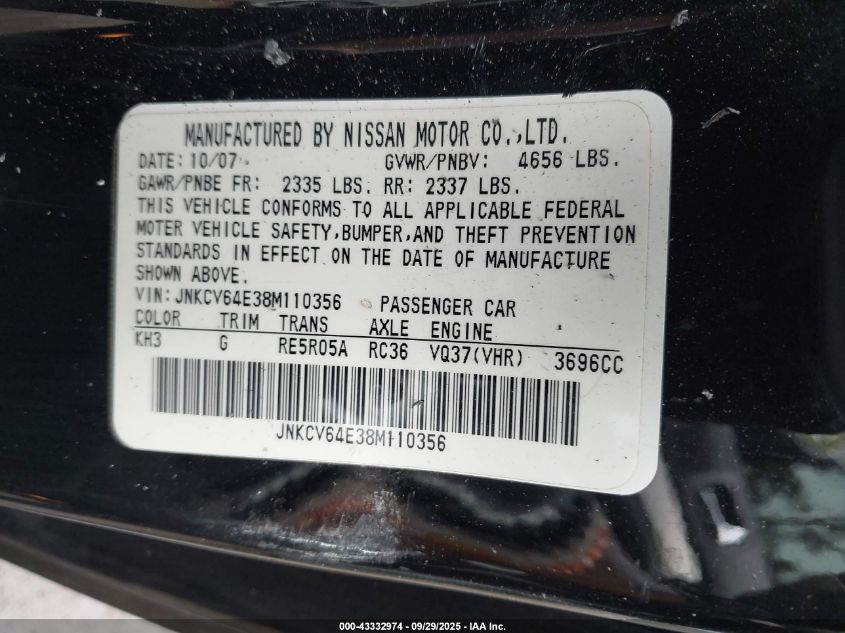 MANUFACTURED BY NISSAN MOTOR CO.,LTD.
DATE: 10/07 GVWR/PNBV: 4656 LBS.
GAWR/PNBE FR: 2335 LBS. RR: 2337 LBS.
THIS VEHICLE CONFORMS TO ALL APPLICABLE FEDERAL
MOTER VEHICLE SAFETY,BUMPER,AND THEFT PREVENTION
STANDARDS IN EFFECT ON THE DATE OF MANUFACTURE
SHOWN ABOVE.
VIN:JNKCV64E38M110356 PASSENGER CAR
COLOR TRIM TRANS AXLE ENGINE
KH3 G RE5R05A RC36 VQ37(VHR) 3696CC
JNKCV64E38M110356
000-43332974 - 09/29/2025 - IAA Inc.